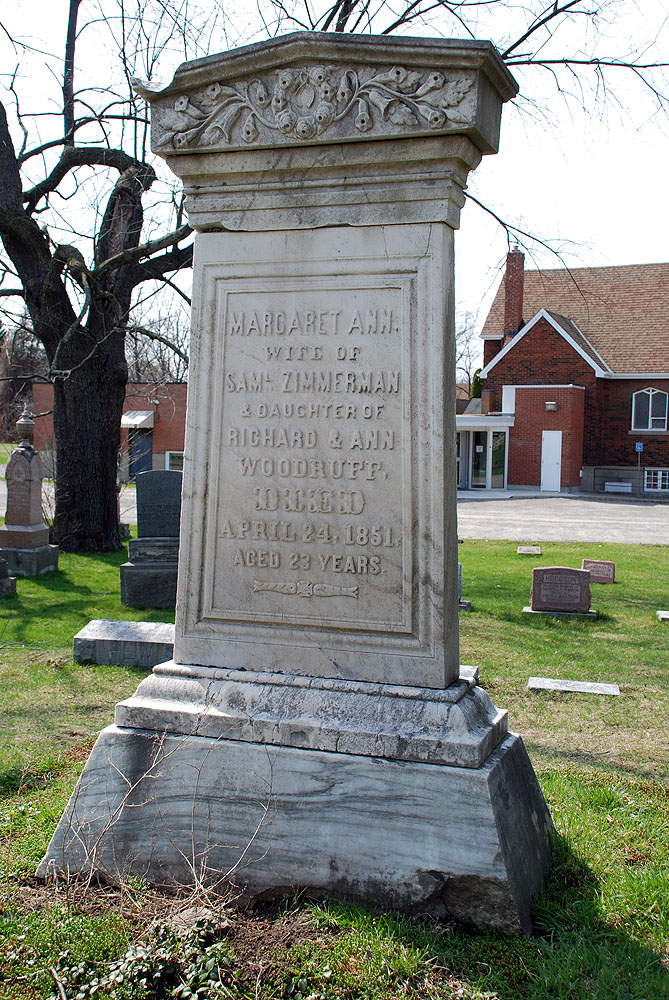 MARGARET ANN.
WIFE OF
SAML ZIMMERMAN
& DAUGHTER OF
RICHARD & ANN
WOODRUFF,
DIED
APRIL 24, 1851,
AGED 23 YEARS.